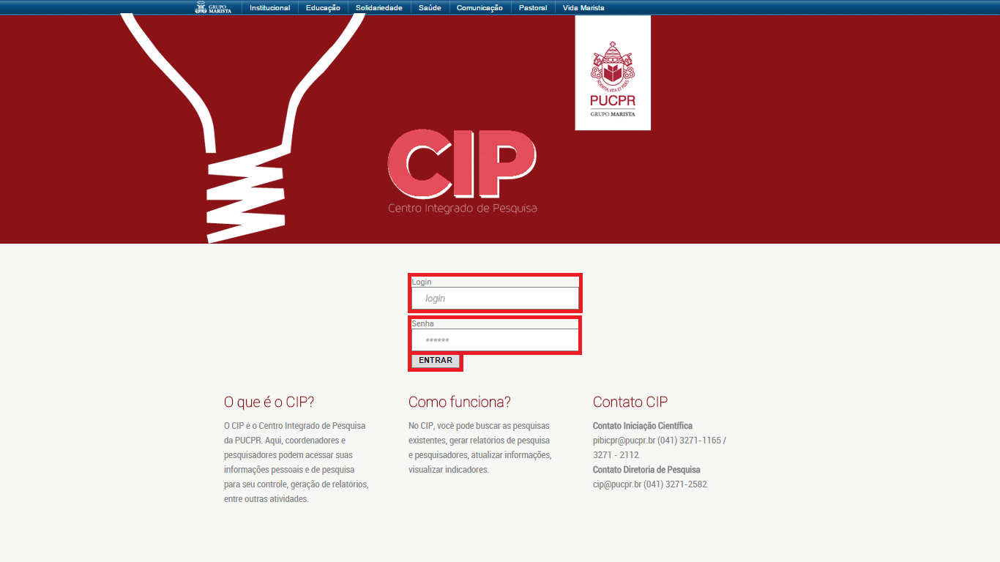 GRUPO MARISTA Institucional Educação Solidariedade Saúde Comunicação Pastoral Vida Marista
SCIENTIA, VITA ET FIDES
PUCPR
GRUPO MARISTA
CIP
Centro Integrado de Pesquisa
Login
login
Senha
******
ENTRAR
O que é o CIP?
O CIP é o Centro Integrado de Pesquisa
da PUCPR. Aqui, coordenadores e
pesquisadores podem acessar suas
informações pessoais e de pesquisa
para seu controle, geração de relatórios,
entre outras atividades.
Como funciona?
No CIP, você pode buscar as pesquisas
existentes, gerar relatórios de pesquisa
e pesquisadores, atualizar informações,
visualizar indicadores.
Contato CIP
Contato Iniciação Científica
pibicpr@pucpr.br (041) 3271-1165 /
3271 - 2112
Contato Diretoria de Pesquisa
cip@pucpr.br (041) 3271-2582